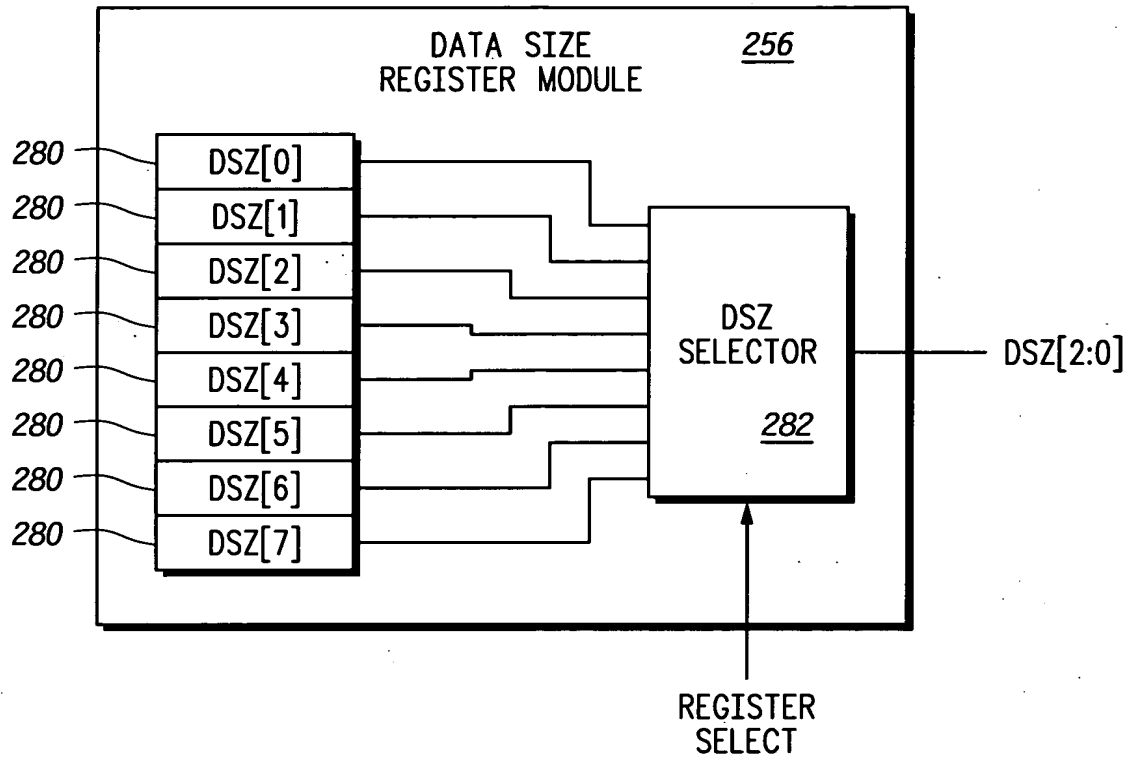 DATA SIZE
REGISTER MODULE
256
280 DSZ[0]
280 DSZ[1]
280 DSZ[2]
280 DSZ[3]
280 DSZ[4]
280 DSZ[5]
280 DSZ[6]
280 DSZ[7]
DSZ
SELECTOR
282
DSZ[2:0]
REGISTER
SELECT